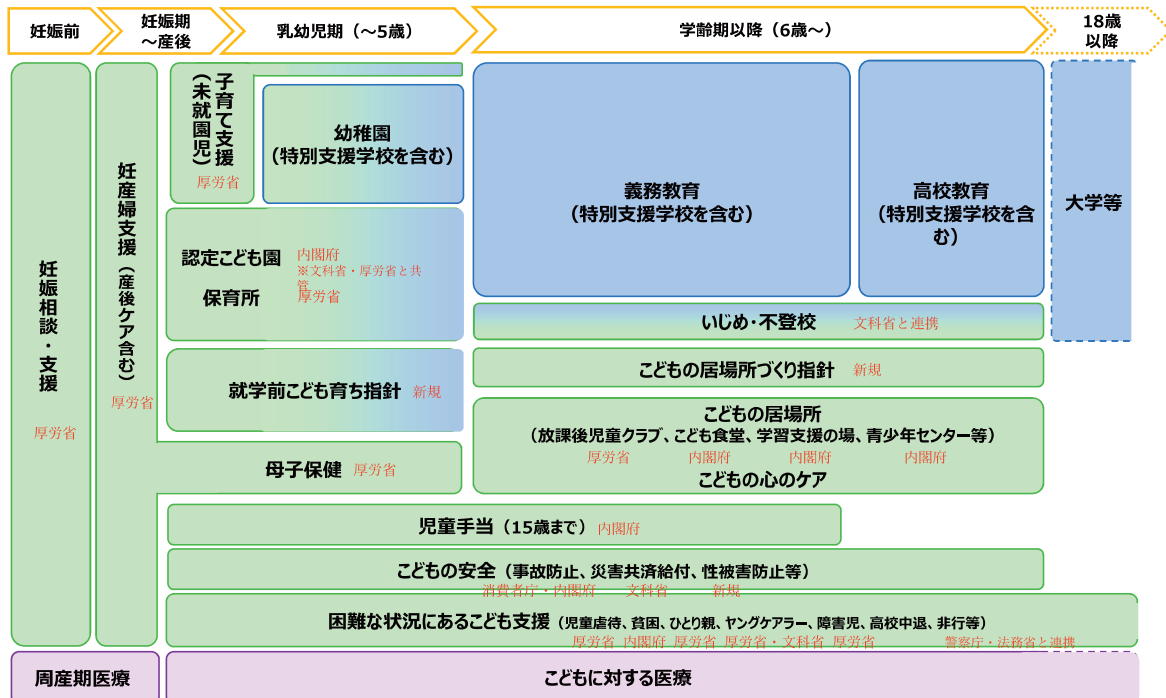 妊娠前
妊娠期
～産後
乳幼児期（～5歳）
学齢期以降（6歳～）
18歳
以降
妊娠相談・支援
厚労省
妊産婦支援（産後ケア含む）
厚労省
子育て支援
（未就園児）
厚労省
幼稚園
（特別支援学校を含む）
認定こども園
内閣府
※文科省・厚労省と共
管
保育所
厚労省
就学前こども育ち指針 新規
母子保健 厚労省
義務教育
（特別支援学校を含む）
高校教育
（特別支援学校を含
む）
大学等
いじめ・不登校 文科省と連携
こどもの居場所づくり指針 新規
こどもの居場所
（放課後児童クラブ、こども食堂、学習支援の場、青少年センター等）
厚労省 内閣府 内閣府 内閣府
こどもの心のケア
児童手当（15歳まで） 内閣府
こどもの安全（事故防止、災害共済給付、性被害防止等）
消費者庁・内閣府 文科省 新規
困難な状況にあるこども支援（児童虐待、貧困、ひとり親、ヤングケアラー、障害児、高校中退、非行等）
厚労省 内閣府 厚労省 厚労省・文科省 厚労省 警察庁・法務省と連携
周産期医療
こどもに対する医療